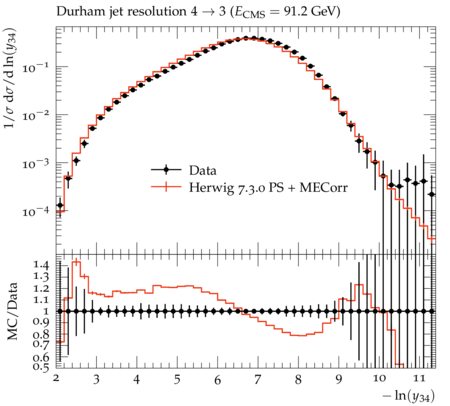 Durham jet resolution 4 → 3 (E_CMS = 91.2 GeV)
1/σ dσ/d ln(y₃₄)
10⁻¹
10⁻²
10⁻³
10⁻⁴
Data
Herwig 7.3.0 PS + MECorr
MC/Data
1.4
1.3
1.2
1.1
1
0.9
0.8
0.7
0.6
0.5
2 3 4 5 6 7 8 9 10 11
− ln(y₃₄)